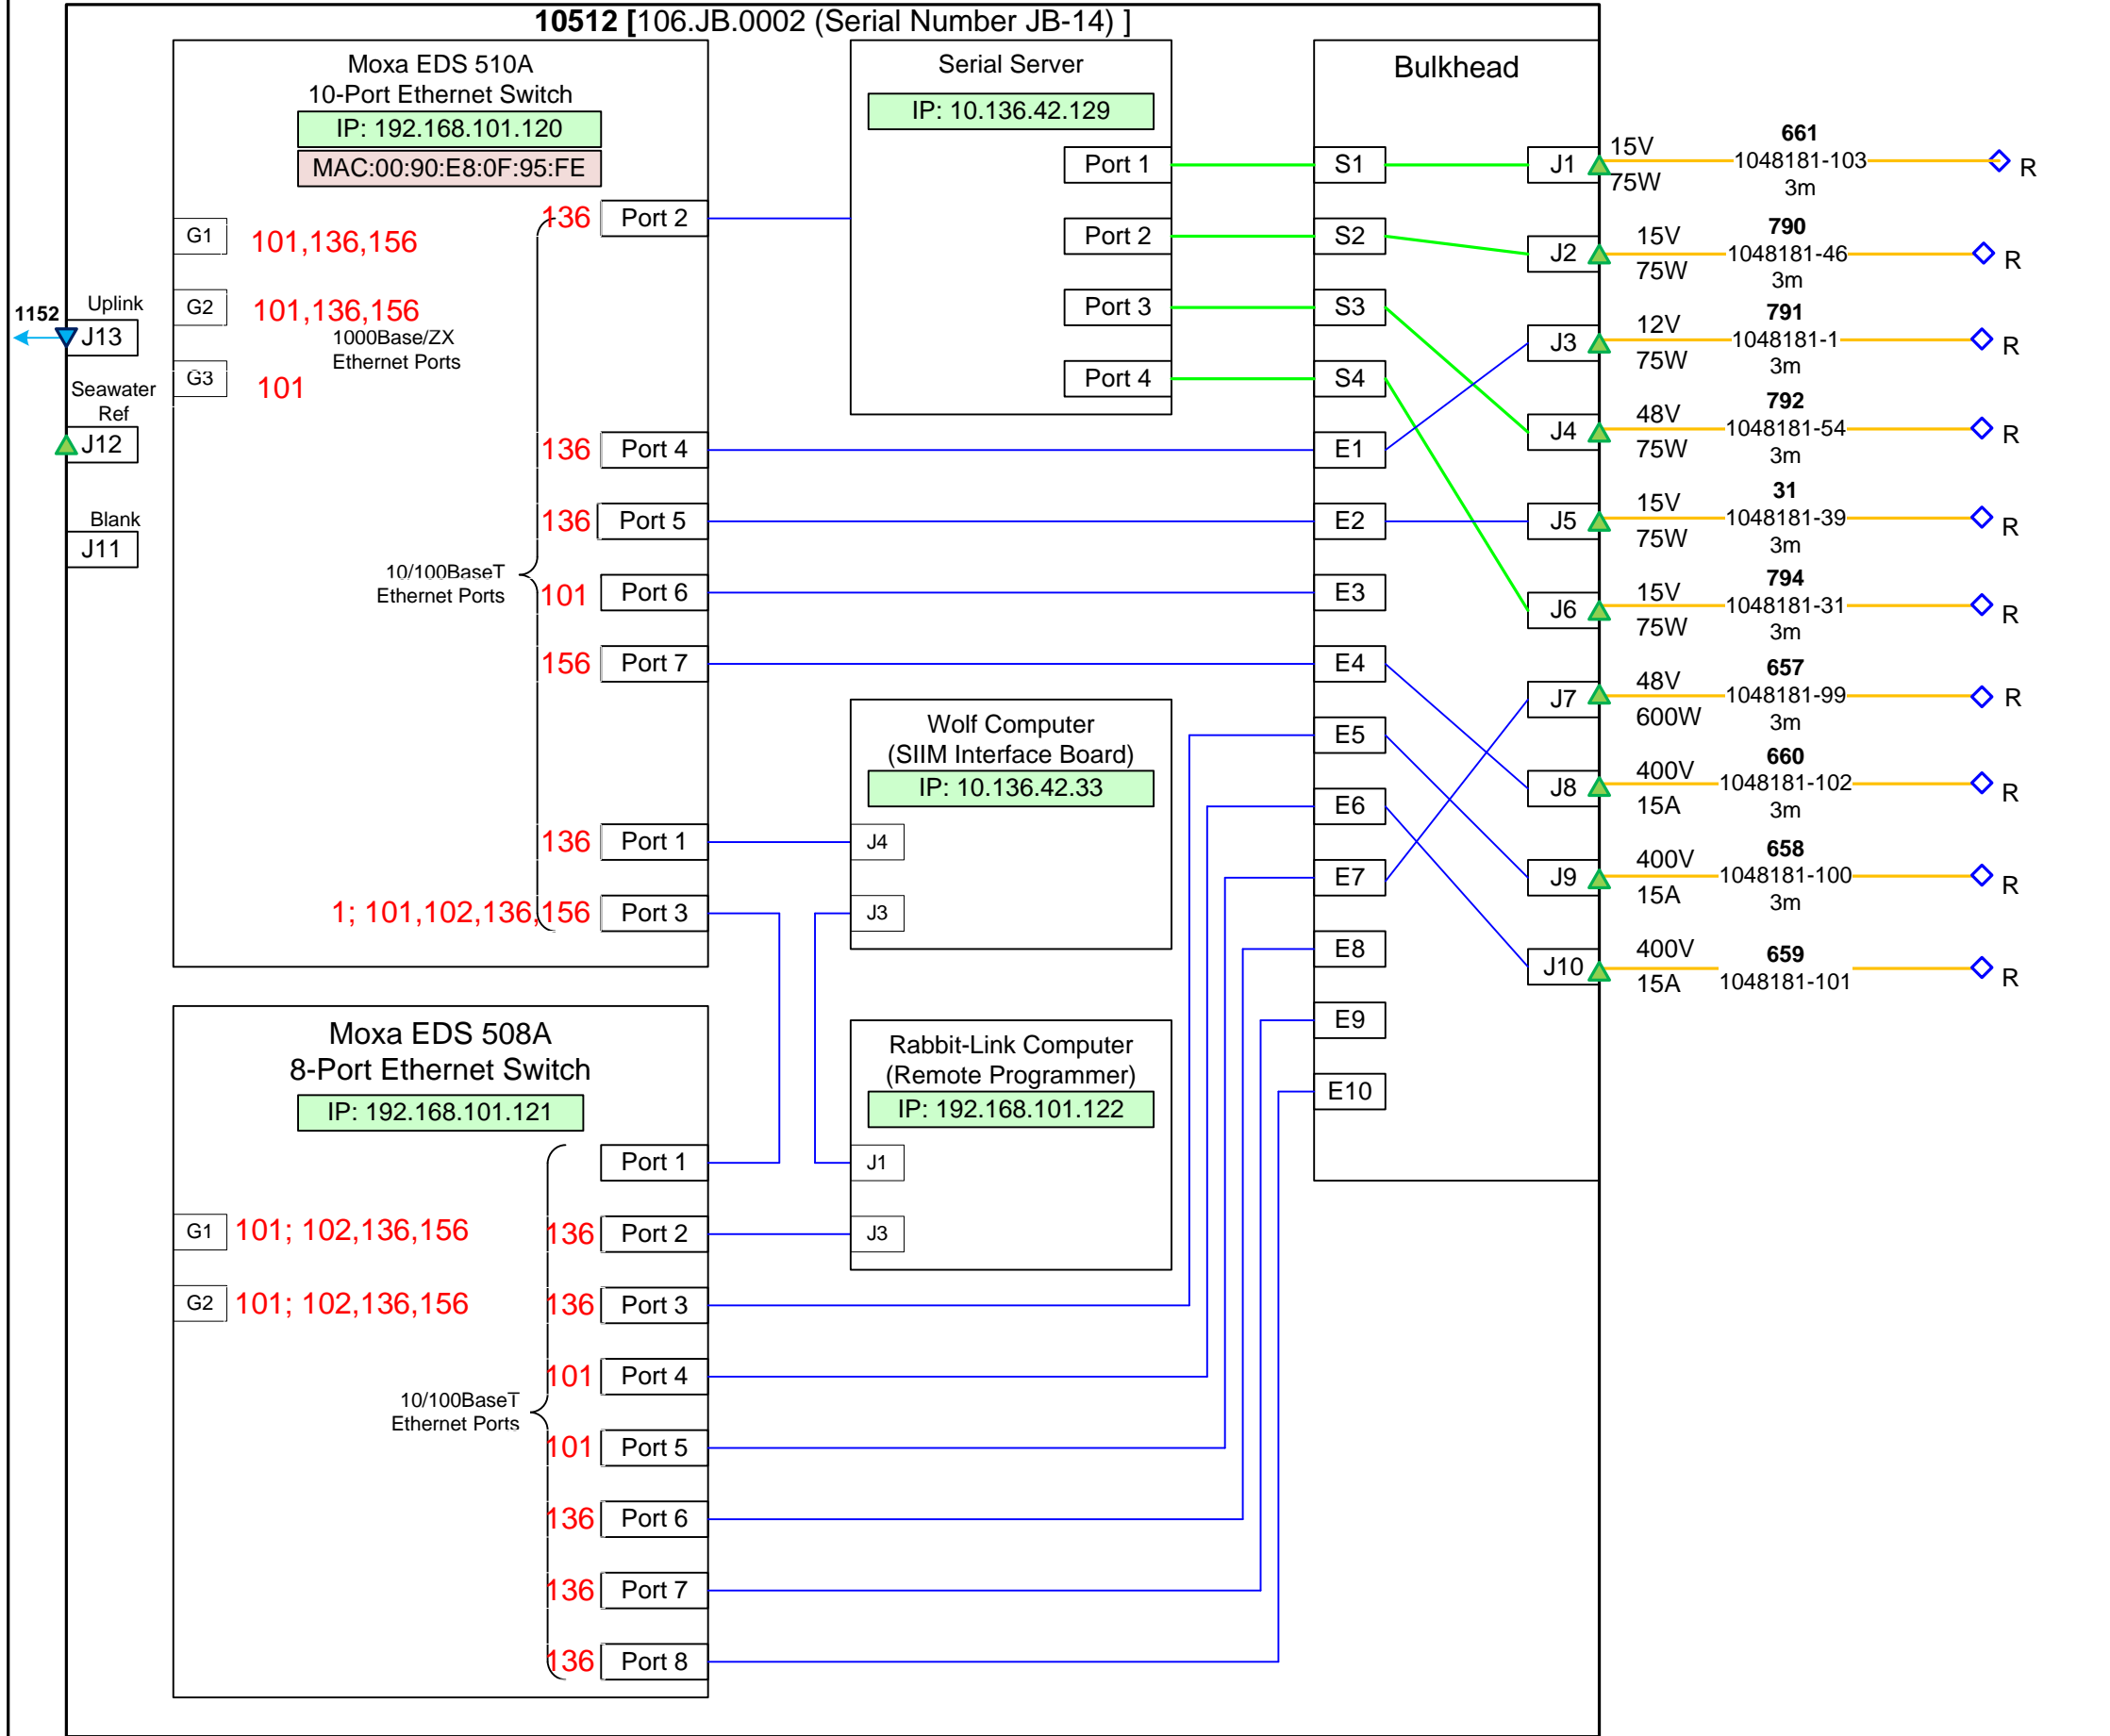 10512 [106.JB.0002 (Serial Number JB-14) ]
Moxa EDS 510A
10-Port Ethernet Switch
IP: 192.168.101.120
MAC:00:90:E8:0F:95:FE
G1
101,136,156
G2
101,136,156
1000Base/ZX
Ethernet Ports
G3
101
1152
Uplink
J13
Seawater
Ref
J12
Blank
J11
136
Port 2
136
Port 4
136
Port 5
10/100BaseT
Ethernet Ports
101
Port 6
156
Port 7
136
Port 1
1; 101,102,136,156
Port 3
Serial Server
IP: 10.136.42.129
Port 1
Port 2
Port 3
Port 4
Wolf Computer
(SIIM Interface Board)
IP: 10.136.42.33
J4
J3
Rabbit-Link Computer
(Remote Programmer)
IP: 192.168.101.122
J1
J3
Moxa EDS 508A
8-Port Ethernet Switch
IP: 192.168.101.121
Port 1
G1
101; 102,136,156
136
Port 2
G2
101; 102,136,156
136
Port 3
101
Port 4
10/100BaseT
Ethernet Ports
101
Port 5
136
Port 6
136
Port 7
136
Port 8
Bulkhead
S1
S2
S3
S4
E1
E2
E3
E4
E5
E6
E7
E8
E9
E10
J1
15V
75W
661
1048181-103
3m
R
J2
15V
75W
790
1048181-46
3m
R
J3
12V
75W
791
1048181-1
3m
R
J4
48V
75W
792
1048181-54
3m
R
J5
15V
75W
31
1048181-39
3m
R
J6
15V
75W
794
1048181-31
3m
R
J7
48V
600W
657
1048181-99
3m
R
J8
400V
15A
660
1048181-102
3m
R
J9
400V
15A
658
1048181-100
3m
R
J10
400V
15A
659
1048181-101
R